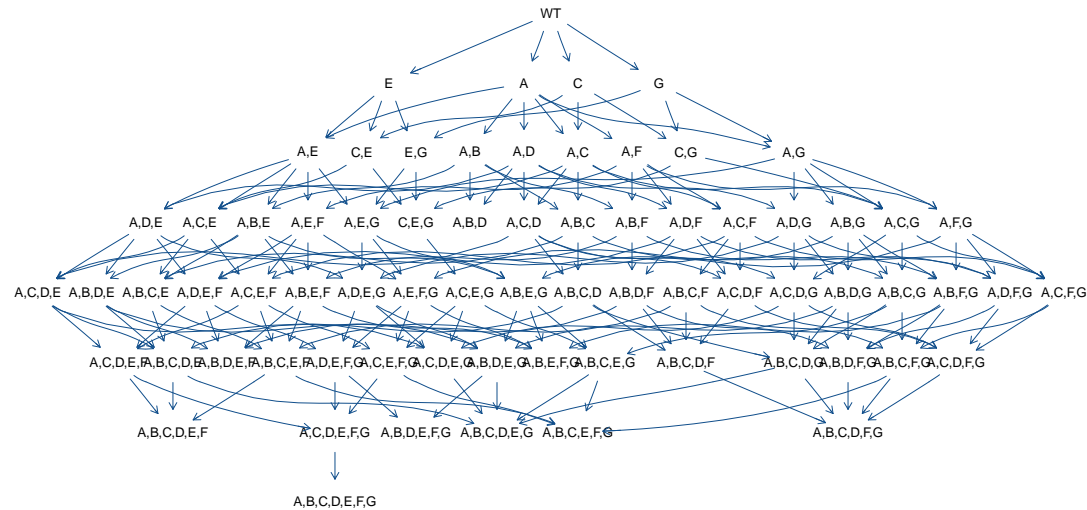 WT
E A C G
A,E C,E E,G A,B A,D A,C A,F C,G A,G
A,D,E A,C,E A,B,E A,E,F A,E,G C,E,G A,B,D A,C,D A,B,C A,B,F A,D,F A,C,F A,D,G A,B,G A,C,G A,F,G
A,C,D,E A,B,D,E A,B,C,E A,D,E,F A,C,E,F A,B,E,F A,D,E,G A,E,F,G A,C,E,G A,B,E,G A,B,C,D A,B,D,F A,B,C,F A,C,D,F A,C,D,G A,B,D,G A,B,C,G A,B,F,G A,D,F,G A,C,F,G
A,C,D,E,F A,B,C,D,E A,B,D,E,F A,B,C,E,F A,D,E,F,G A,C,E,F,G A,C,D,E,G A,B,D,E,G A,B,E,F,G A,B,C,E,G A,B,C,D,F A,B,C,D,G A,B,D,F,G A,B,C,F,G A,C,D,F,G
A,B,C,D,E,F A,C,D,E,F,G A,B,D,E,F,G A,B,C,D,E,G A,B,C,E,F,G A,B,C,D,F,G
A,B,C,D,E,F,G